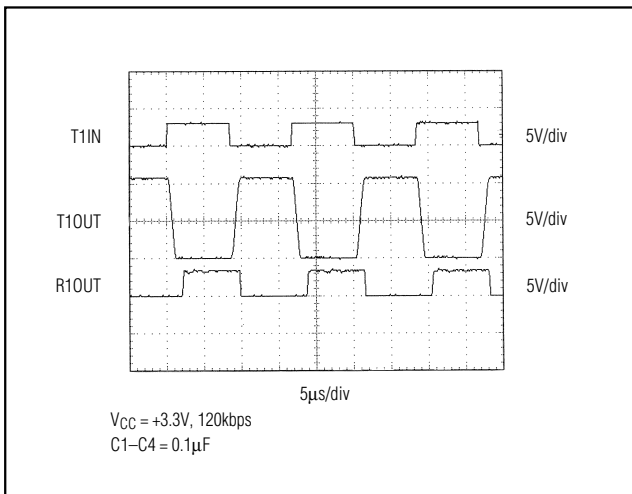 T1IN
5V/div
T1OUT
5V/div
R1OUT
5V/div
5μs/div
VCC = +3.3V, 120kbps
C1–C4 = 0.1μF